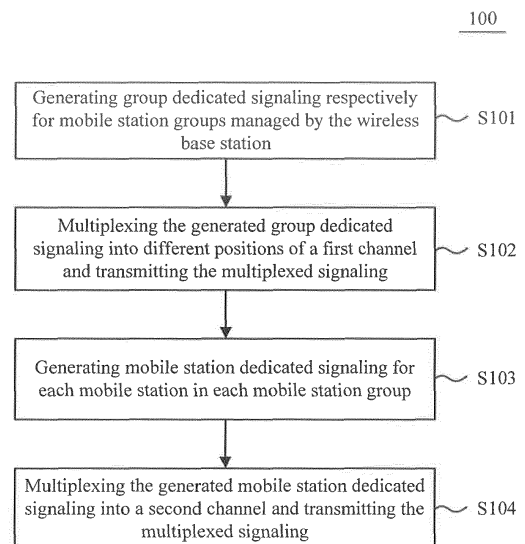 100
Generating group dedicated signaling respectively
for mobile station groups managed by the wireless
base station
S101
Multiplexing the generated group dedicated
signaling into different positions of a first channel
and transmitting the multiplexed signaling
S102
Generating mobile station dedicated signaling for
each mobile station in each mobile station group
S103
Multiplexing the generated mobile station dedicated
signaling into a second channel and transmitting the
multiplexed signaling
S104